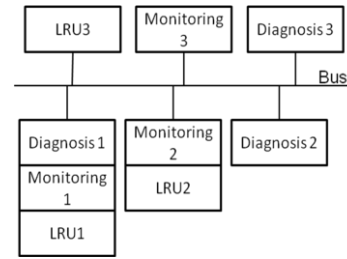 LRU3
Monitoring
3
Diagnosis 3
Bus
Diagnosis 1
Monitoring
1
LRU1
Monitoring
2
LRU2
Diagnosis 2